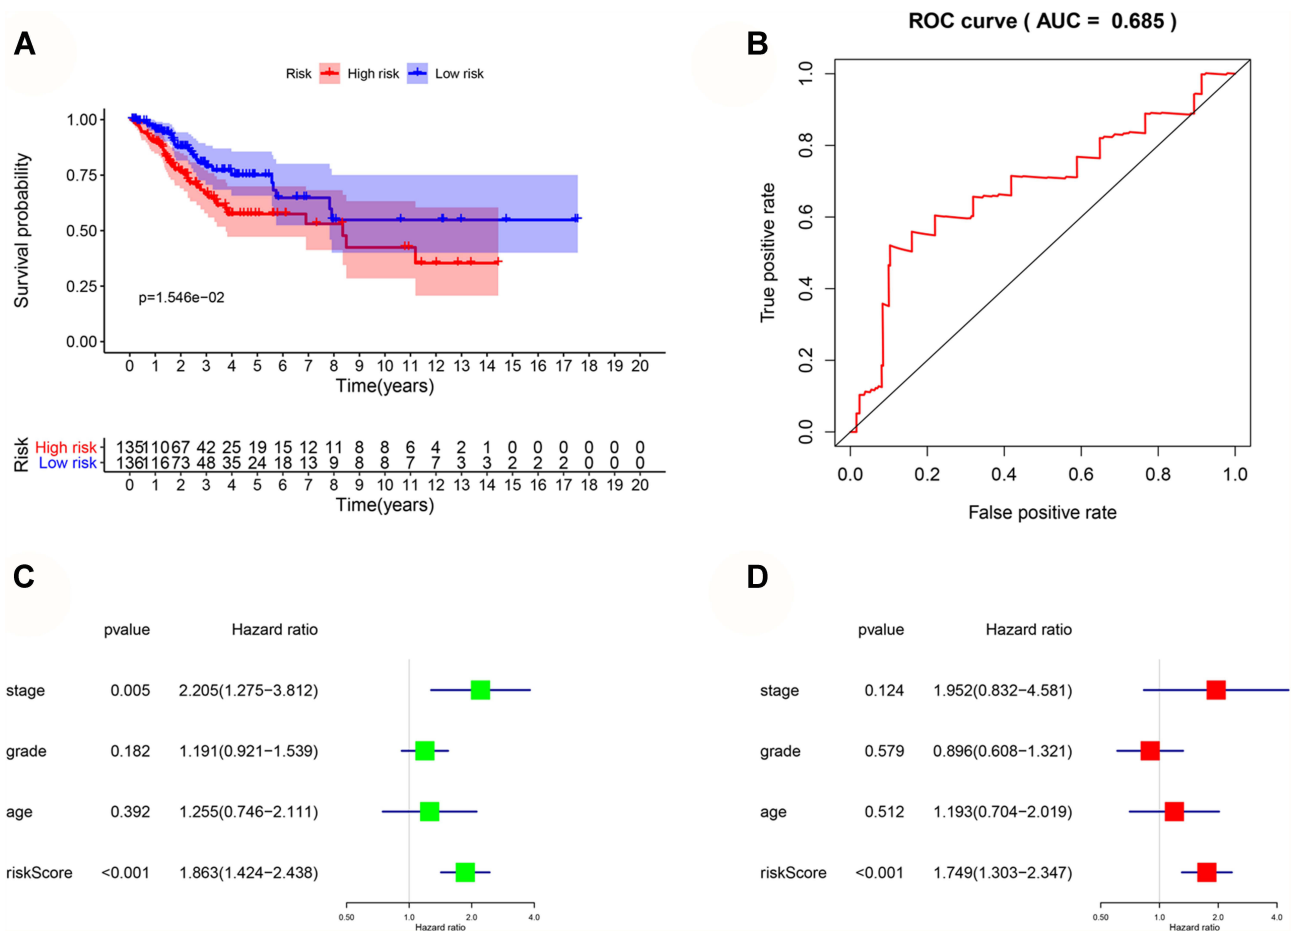 A
Risk High risk Low risk
Survival probability
1.00
0.75
0.50
0.25
0.00
p=1.546e−02
0 1 2 3 4 5 6 7 8 9 10 11 12 13 14 15 16 17 18 19 20
Time(years)
Risk
High risk 135 110 67 42 25 19 15 12 11 8 8 6 4 2 1 0 0 0 0 0 0
Low risk 136 116 73 48 35 24 18 13 9 8 8 7 7 3 3 2 2 2 0 0 0
0 1 2 3 4 5 6 7 8 9 10 11 12 13 14 15 16 17 18 19 20
Time(years)
B
ROC curve ( AUC = 0.685 )
True positive rate
1.0
0.8
0.6
0.4
0.2
0.0
0.0 0.2 0.4 0.6 0.8 1.0
False positive rate
C
pvalue Hazard ratio
stage 0.005 2.205(1.275−3.812)
grade 0.182 1.191(0.921−1.539)
age 0.392 1.255(0.746−2.111)
riskScore <0.001 1.863(1.424−2.438)
0.50 1.0 2.0 4.0
Hazard ratio
D
pvalue Hazard ratio
stage 0.124 1.952(0.832−4.581)
grade 0.579 0.896(0.608−1.321)
age 0.512 1.193(0.704−2.019)
riskScore <0.001 1.749(1.303−2.347)
0.50 1.0 2.0 4.0
Hazard ratio